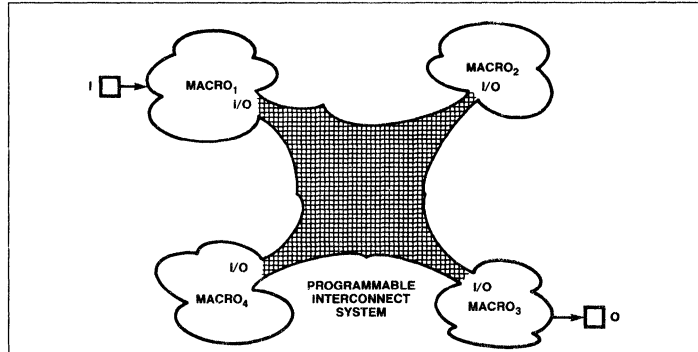 I
MACRO1
I/O
MACRO2
I/O
I/O
MACRO4
PROGRAMMABLE
INTERCONNECT
SYSTEM
I/O
MACRO3
O